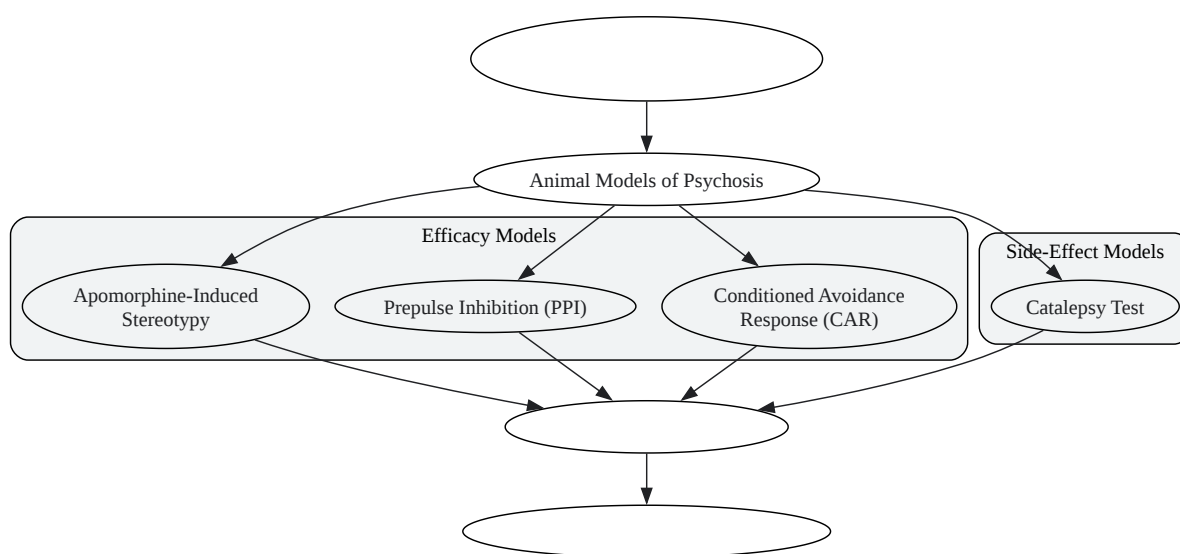 Animal Models of Psychosis
Efficacy Models
Side-Effect Models
Apomorphine-Induced
Stereotypy
Prepulse Inhibition (PPI)
Conditioned Avoidance
Response (CAR)
Catalepsy Test